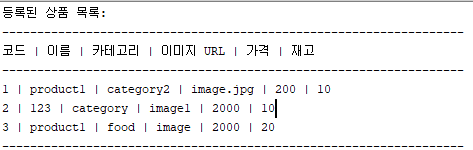 등록된 상품 목록:
------------------------------------------------------------------
코드 | 이름 | 카테고리 | 이미지 URL | 가격 | 재고
------------------------------------------------------------------
1 | product1 | category2 | image.jpg | 200 | 10
2 | 123 | category | image1 | 2000 | 10
3 | product1 | food | image | 2000 | 20
------------------------------------------------------------------